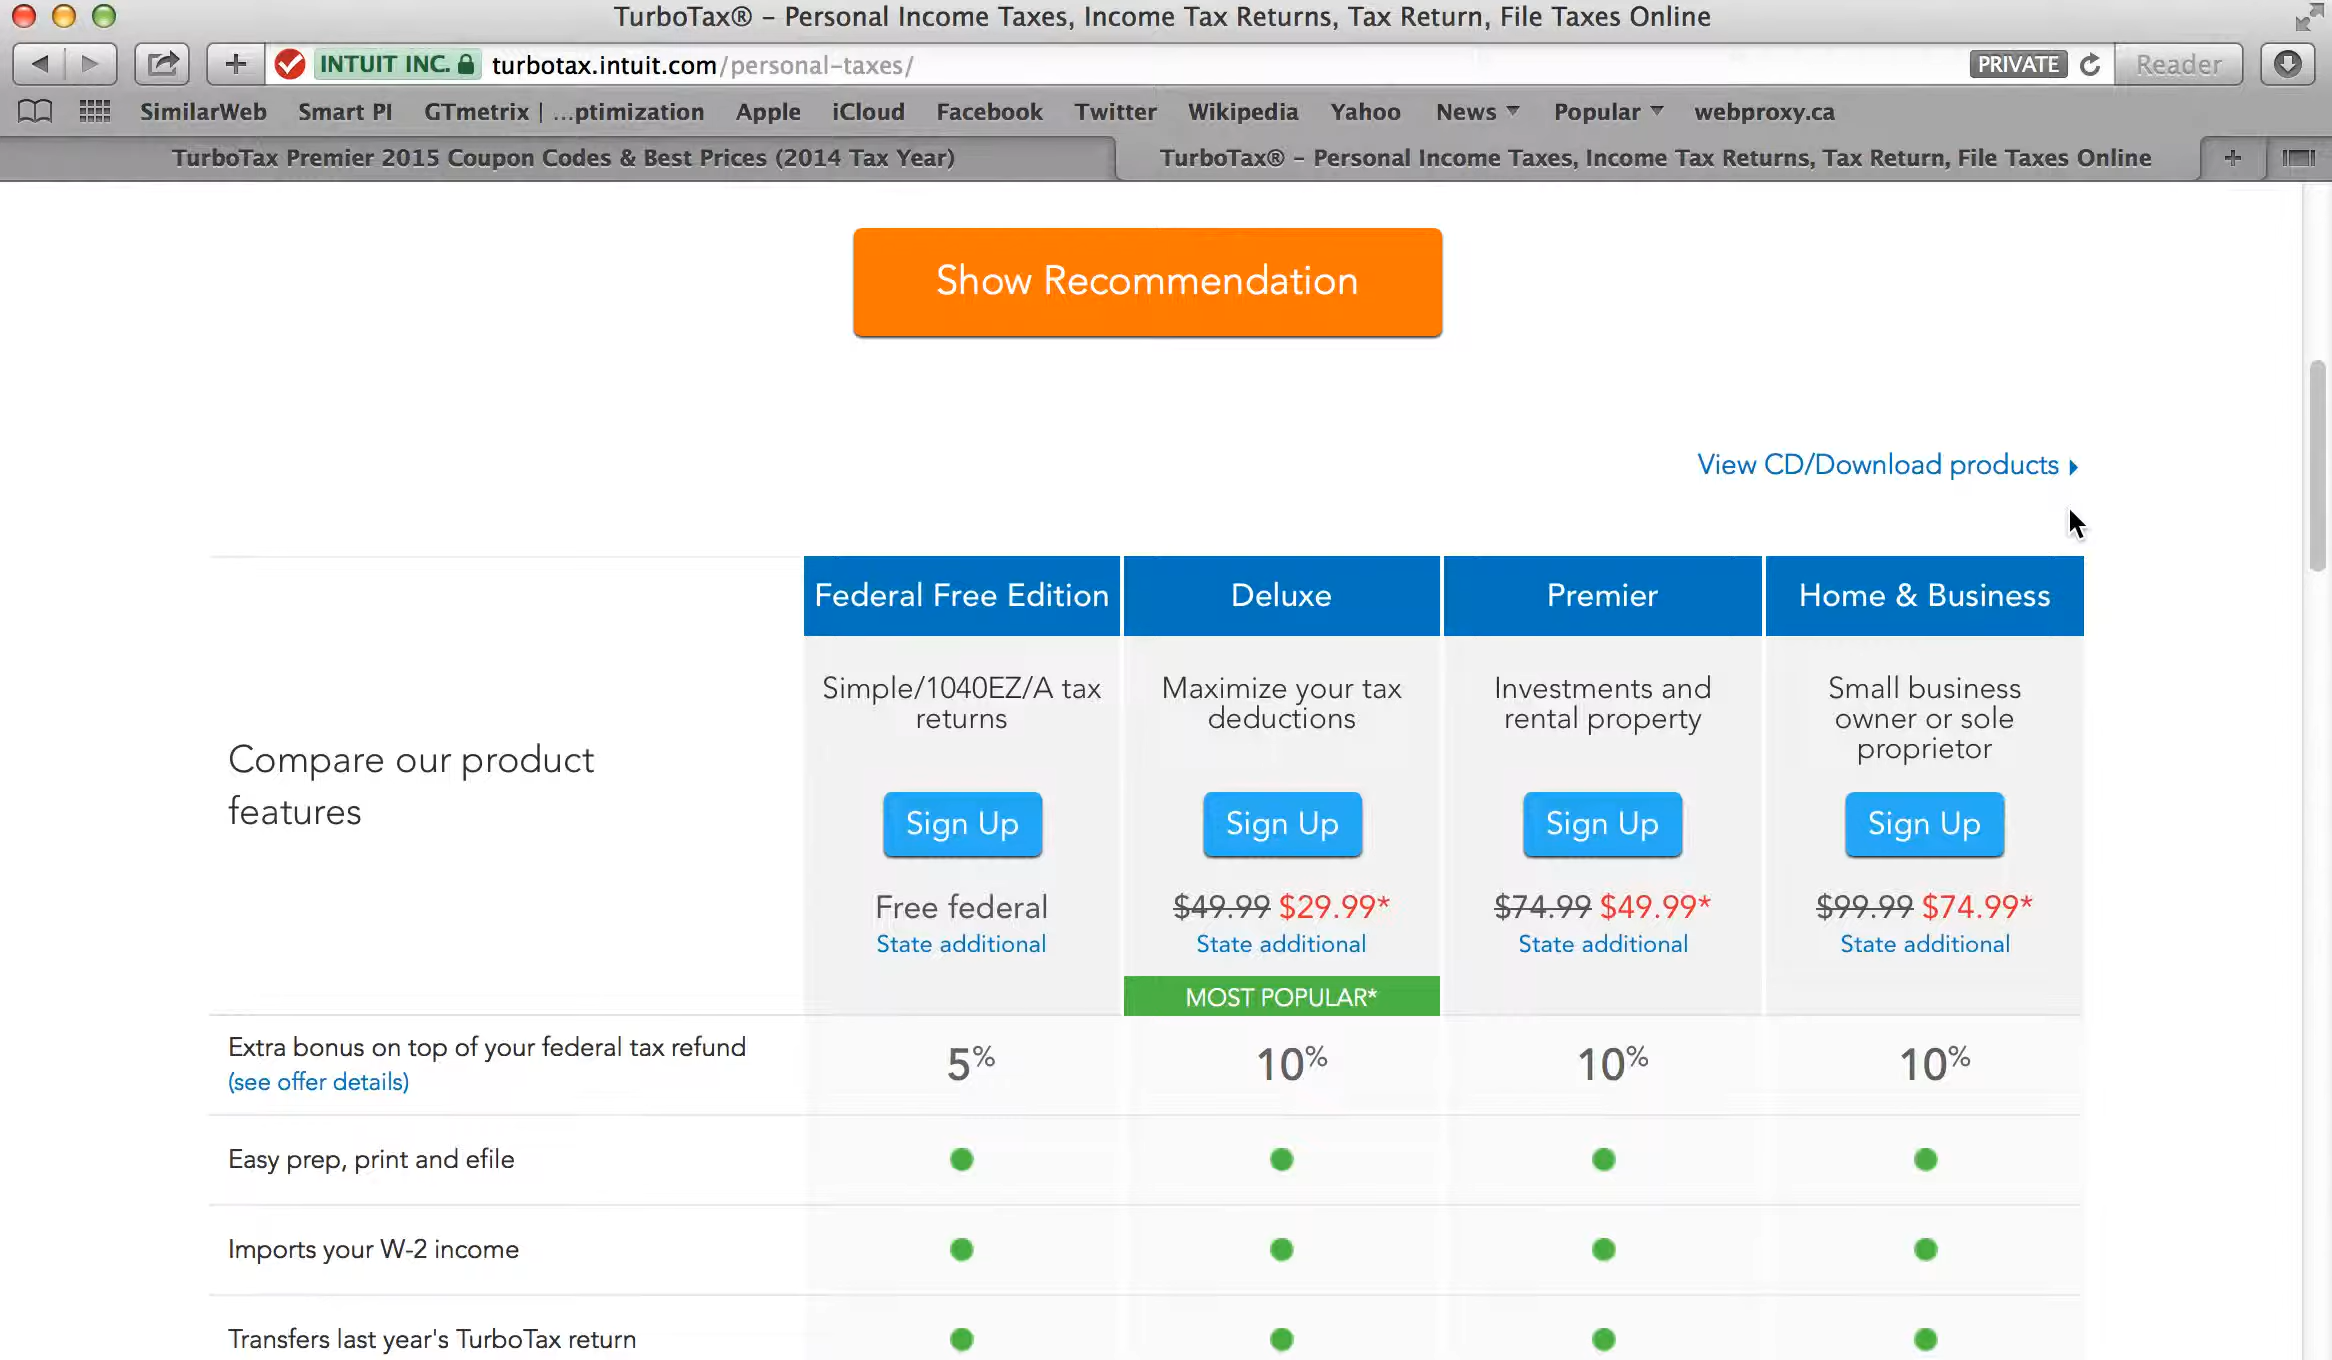 TurboTax® – Personal Income Taxes, Income Tax Returns, Tax Return, File Taxes Online
INTUIT INC. turbotax.intuit.com/personal-taxes/ PRIVATE Reader
SimilarWeb Smart PI GTmetrix | ...ptimization Apple iCloud Facebook Twitter Wikipedia Yahoo News Popular webproxy.ca
TurboTax Premier 2015 Coupon Codes & Best Prices (2014 Tax Year) TurboTax® – Personal Income Taxes, Income Tax Returns, Tax Return, File Taxes Online
Show Recommendation
View CD/Download products
Federal Free Edition Deluxe Premier Home & Business
Simple/1040EZ/A tax Maximize your tax Investments and Small business
returns deductions rental property owner or sole
proprietor
Compare our product
features
Sign Up Sign Up Sign Up Sign Up
Free federal $49.99 $29.99* $74.99 $49.99* $99.99 $74.99*
State additional State additional State additional State additional
MOST POPULAR*
Extra bonus on top of your federal tax refund 5% 10% 10% 10%
(see offer details)
Easy prep, print and efile
Imports your W-2 income
Transfers last year's TurboTax return